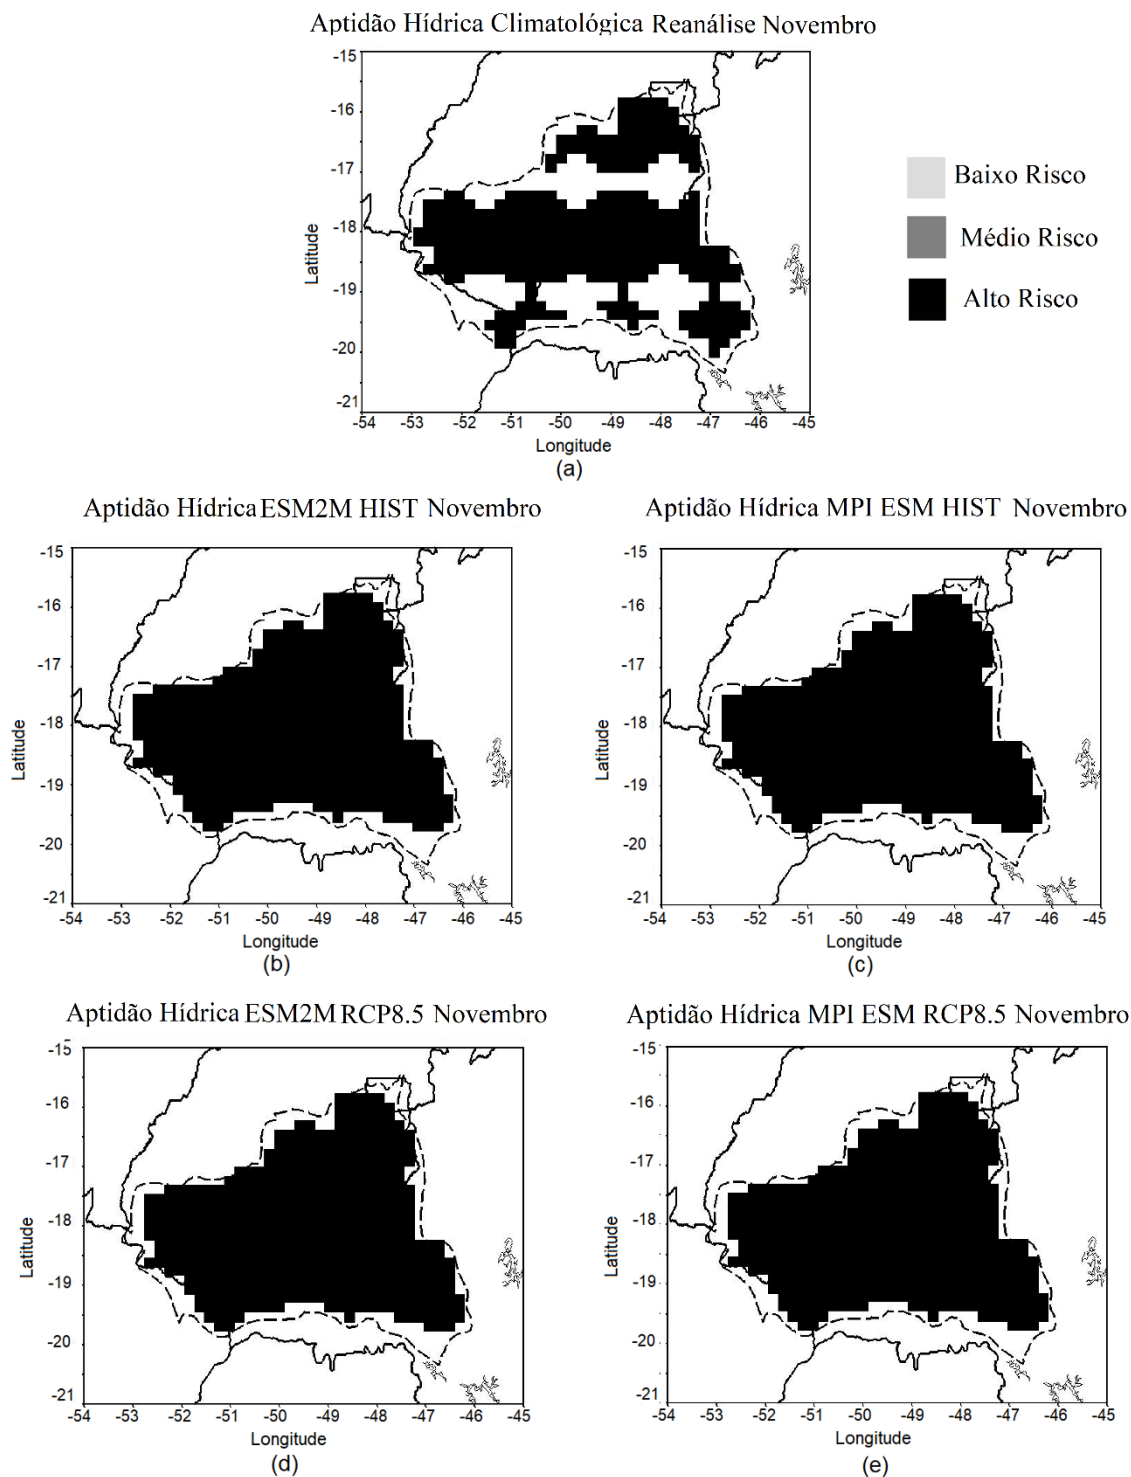 Aptidão Hídrica Climatológica Reanálise Novembro
-15
-16
-17
-18
-19
-20
-21
Latitude
-54 -53 -52 -51 -50 -49 -48 -47 -46 -45
Longitude
(a)
Baixo Risco
Médio Risco
Alto Risco
Aptidão Hídrica ESM2M HIST Novembro
-15
-16
-17
-18
-19
-20
-21
Latitude
-54 -53 -52 -51 -50 -49 -48 -47 -46 -45
Longitude
(b)
Aptidão Hídrica MPI ESM HIST Novembro
-15
-16
-17
-18
-19
-20
-21
Latitude
-54 -53 -52 -51 -50 -49 -48 -47 -46 -45
Longitude
(c)
Aptidão Hídrica ESM2M RCP8.5 Novembro
-15
-16
-17
-18
-19
-20
-21
Latitude
-54 -53 -52 -51 -50 -49 -48 -47 -46 -45
Longitude
(d)
Aptidão Hídrica MPI ESM RCP8.5 Novembro
-15
-16
-17
-18
-19
-20
-21
Latitude
-54 -53 -52 -51 -50 -49 -48 -47 -46 -45
Longitude
(e)